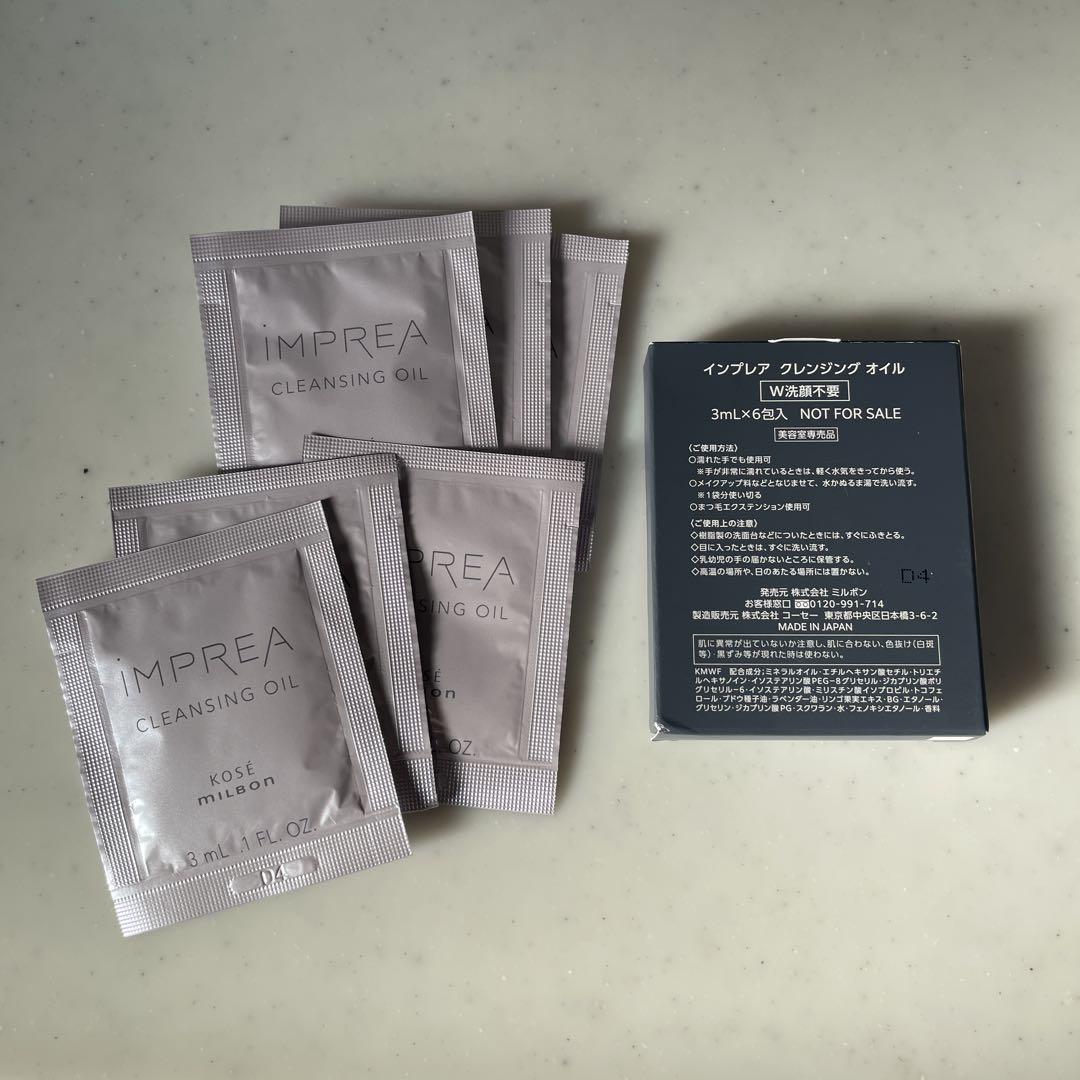 iMPREA
CLEANSING OIL
A
PREA
SING OIL
SÉ
Bon
OZ.
iMPREA
CLEANSING OIL
KOSÉ
miLBon
3 mL .1 FL. OZ.
D4
インプレア クレンジング オイル
W洗顔不要
3mL×6包入 NOT FOR SALE
美容室専売品
〈ご使用方法〉
○濡れた手でも使用可
※手が非常に濡れているときは、軽く水気をきってから使う。
○メイクアップ料などとなじませて、水かぬるま湯で洗い流す。
※1袋分使い切る
○まつ毛エクステンション使用可
〈ご使用上の注意〉
◇樹脂製の洗面台などについたときには、すぐにふきとる。
◇目に入ったときは、すぐに洗い流す。
◇乳幼児の手の届かないところに保管する。
◇高温の場所や、日のあたる場所には置かない。
D4
発売元 株式会社 ミルボン
お客様窓口 0120-991-714
製造販売元 株式会社 コーセー 東京都中央区日本橋3-6-2
MADE IN JAPAN
肌に異常が出ていないか注意し、肌に合わない、色抜け(白斑
等)・黒ずみ等が現れた時は使わない。
KMWF 配合成分;ミネラルオイル・エチルヘキサン酸セチル・トリエチ
ルヘキサノイン・イソステアリン酸PEG-8グリセリル・ジカプリン酸ポリ
グリセリル-6・イソステアリン酸・ミリスチン酸イソプロピル・トコフェ
ロール・ブドウ種子油・ラベンダー油・リンゴ果実エキス・BG・エタノール・
グリセリン・ジカプリン酸PG・スクワラン・水・フェノキシエタノール・香料